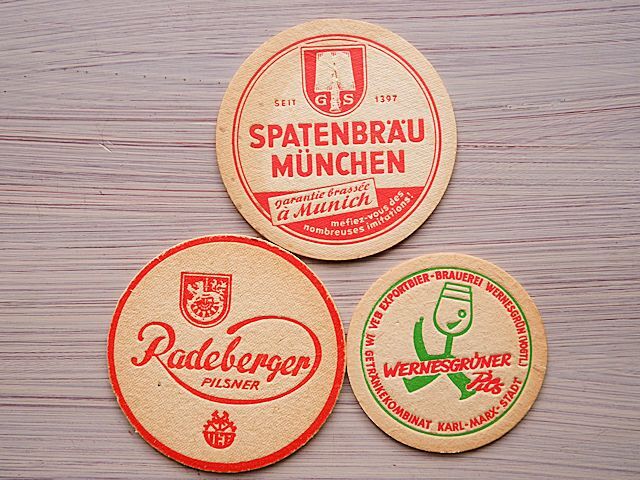 G S
SEIT 1397
SPATENBRÄU
MÜNCHEN
garantie brassée
à Munich
méfiez-vous des
nombreuses imitations!
Radeberger
PILSNER
WERNESGRÜNER
Pils
VEB EXPORTBIER-BRAUEREI WERNESGRÜN (VOGTL.)
IM GETRÄNKEKOMBINAT KARL-MARX-STADT